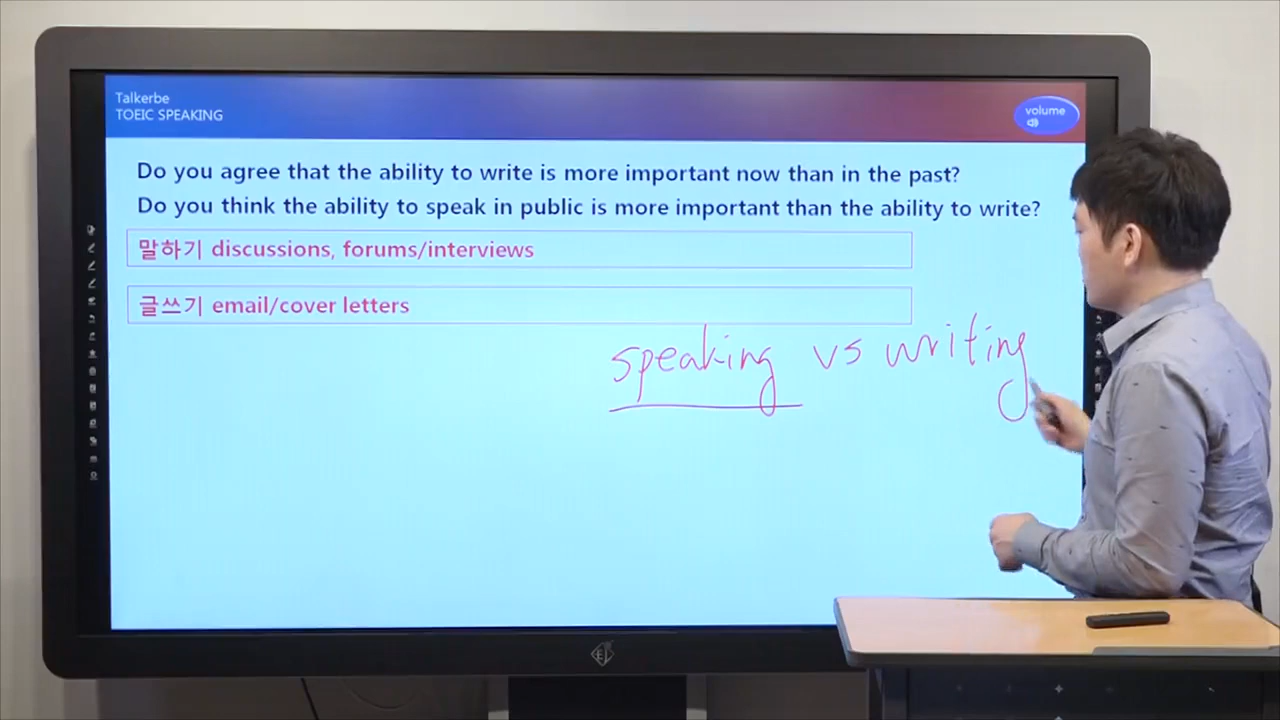 Talkerbe
TOEIC SPEAKING
volume
Do you agree that the ability to write is more important now than in the past?
Do you think the ability to speak in public is more important than the ability to write?
말하기 discussions, forums/interviews
글쓰기 email/cover letters
speaking vs writing